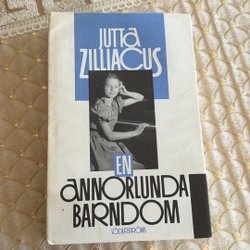 JUTTA
ZILLIACUS
EN
ANNORLUNDA
BARNDOM
SÖDERSTRÖMS